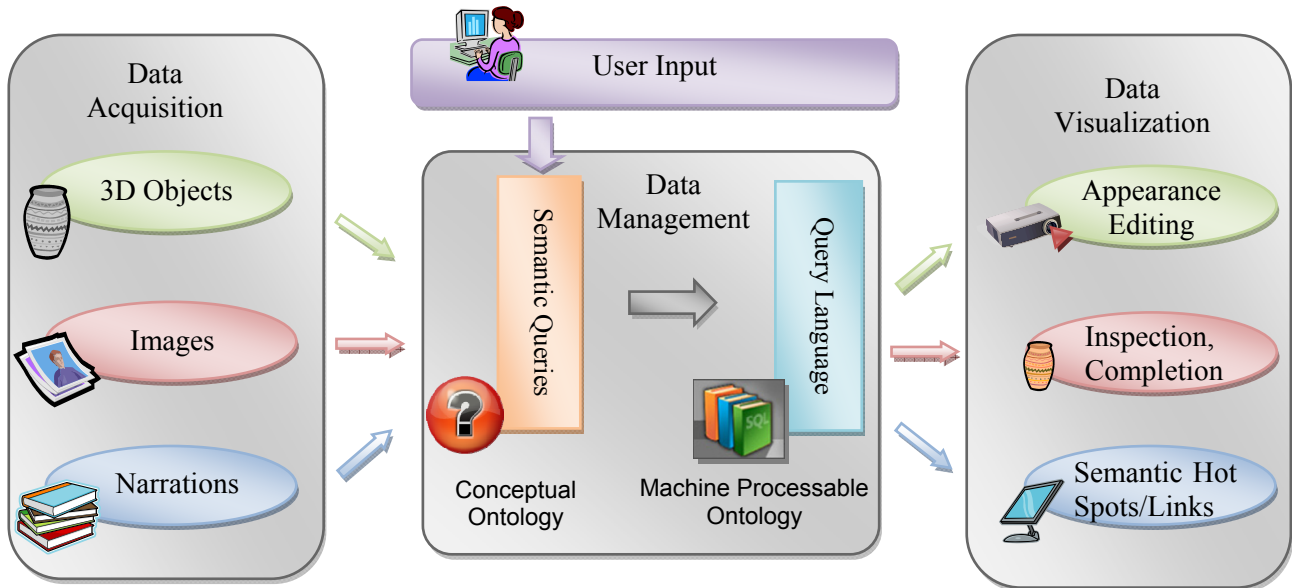 Data
Acquisition
3D Objects
Images
Narrations
User Input
Data
Management
Semantic Queries
Query Language
SQL
Conceptual
Ontology
Machine Processable
Ontology
Data
Visualization
Appearance
Editing
Inspection,
Completion
Semantic Hot
Spots/Links